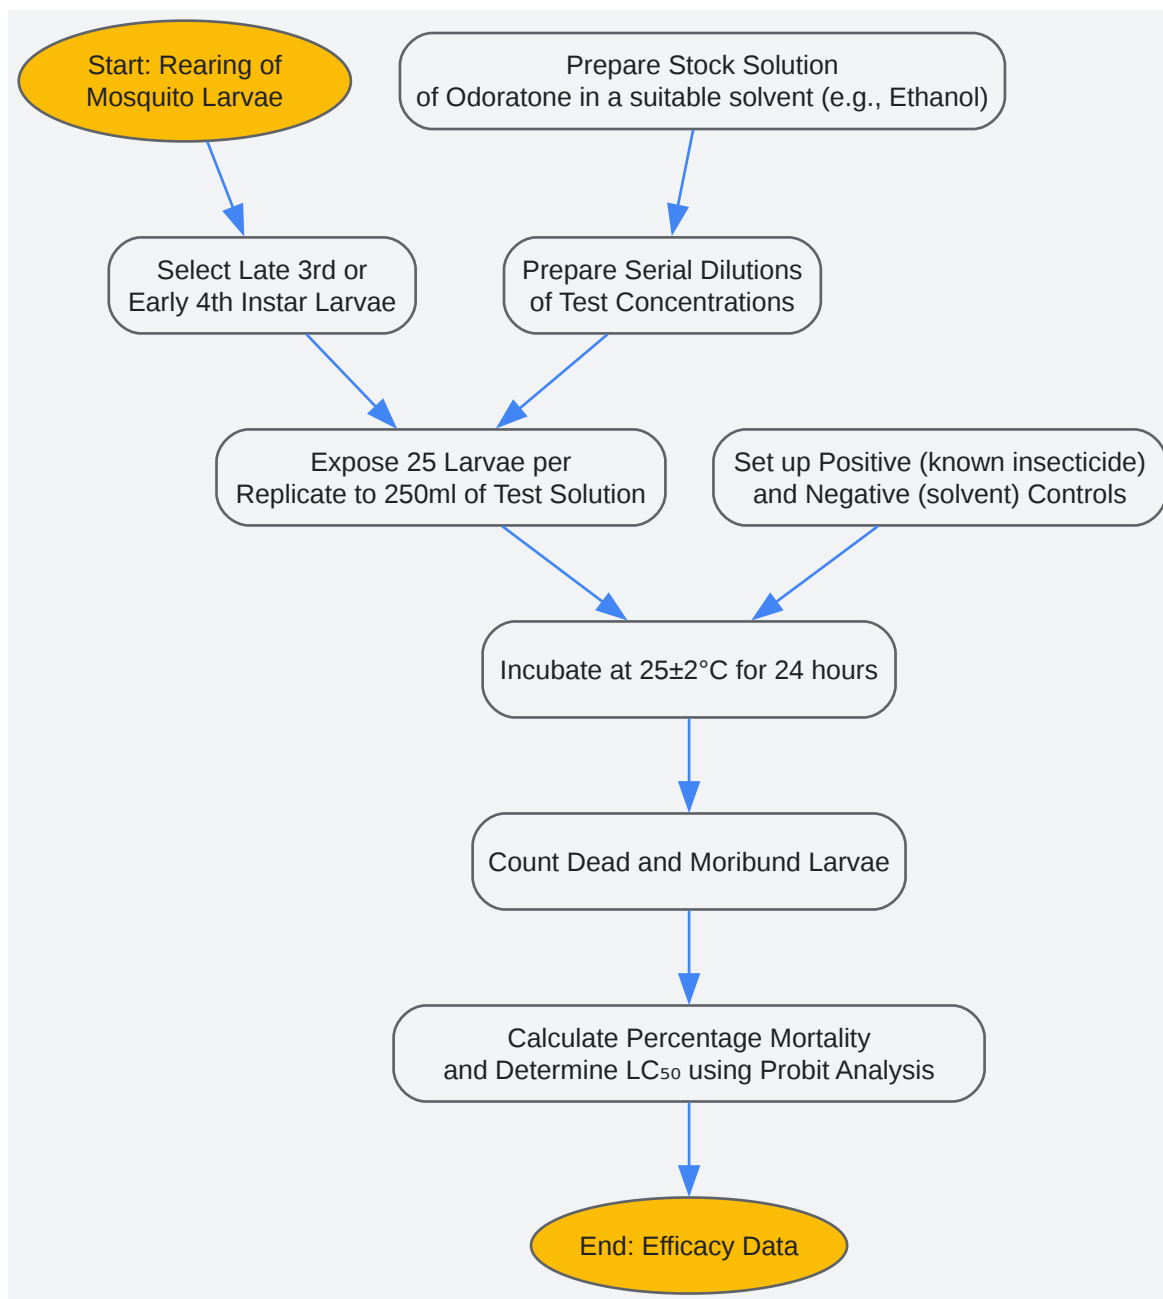 Start: Rearing of
Mosquito Larvae
Prepare Stock Solution
of Odoratone in a suitable solvent (e.g., Ethanol)
Select Late 3rd or
Early 4th Instar Larvae
Prepare Serial Dilutions
of Test Concentrations
Expose 25 Larvae per
Replicate to 250ml of Test Solution
Set up Positive (known insecticide)
and Negative (solvent) Controls
Incubate at 25±2°C for 24 hours
Count Dead and Moribund Larvae
Calculate Percentage Mortality
and Determine LC₅₀ using Probit Analysis
End: Efficacy Data